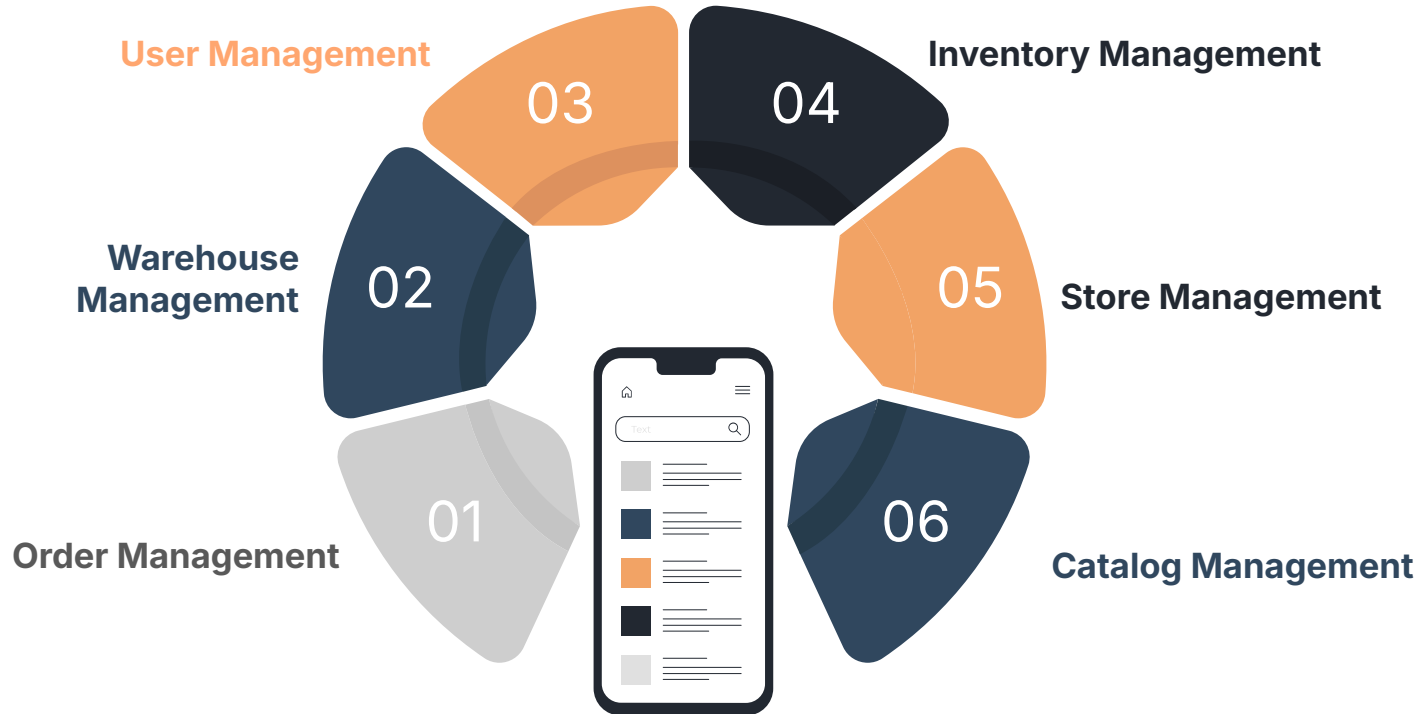 User Management
03
04
Inventory Management
Warehouse
Management
02
05
Store Management
Text
01
06
Order Management
Catalog Management